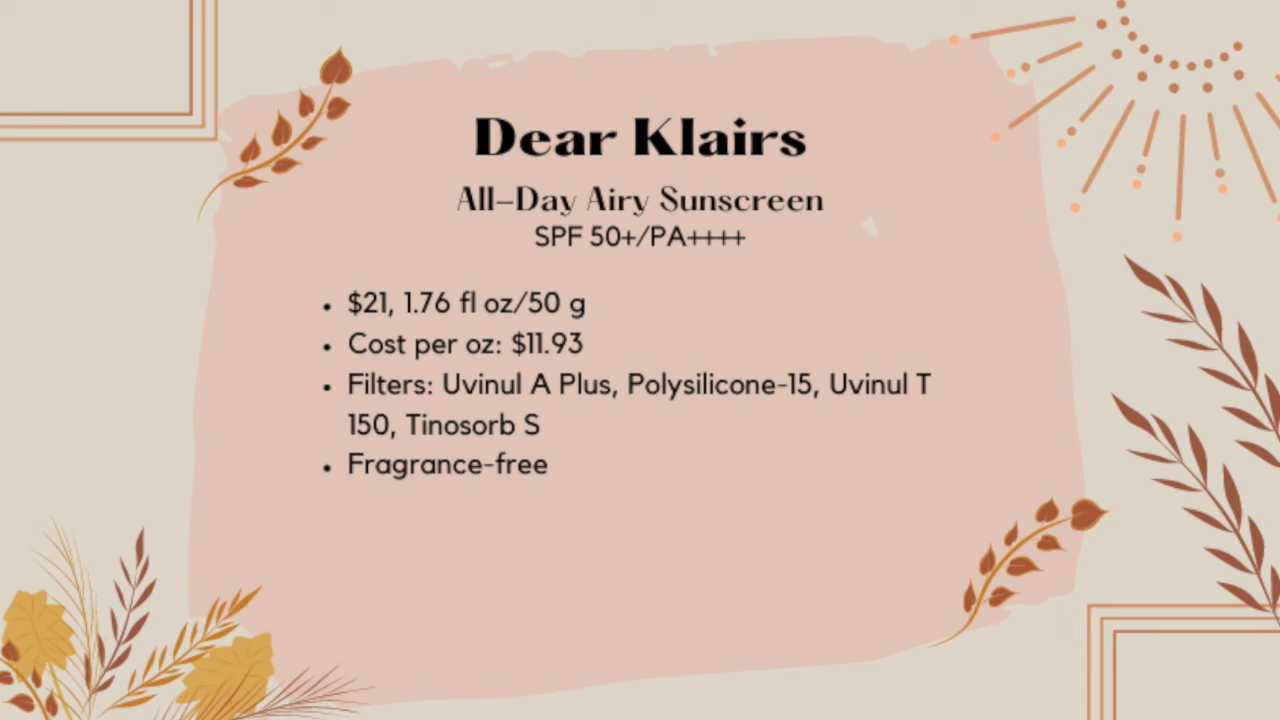 Dear Klairs
All-Day Airy Sunscreen
SPF 50+/PA++++
• $21, 1.76 fl oz/50 g
• Cost per oz: $11.93
• Filters: Uvinul A Plus, Polysilicone-15, Uvinul T
150, Tinosorb S
• Fragrance-free